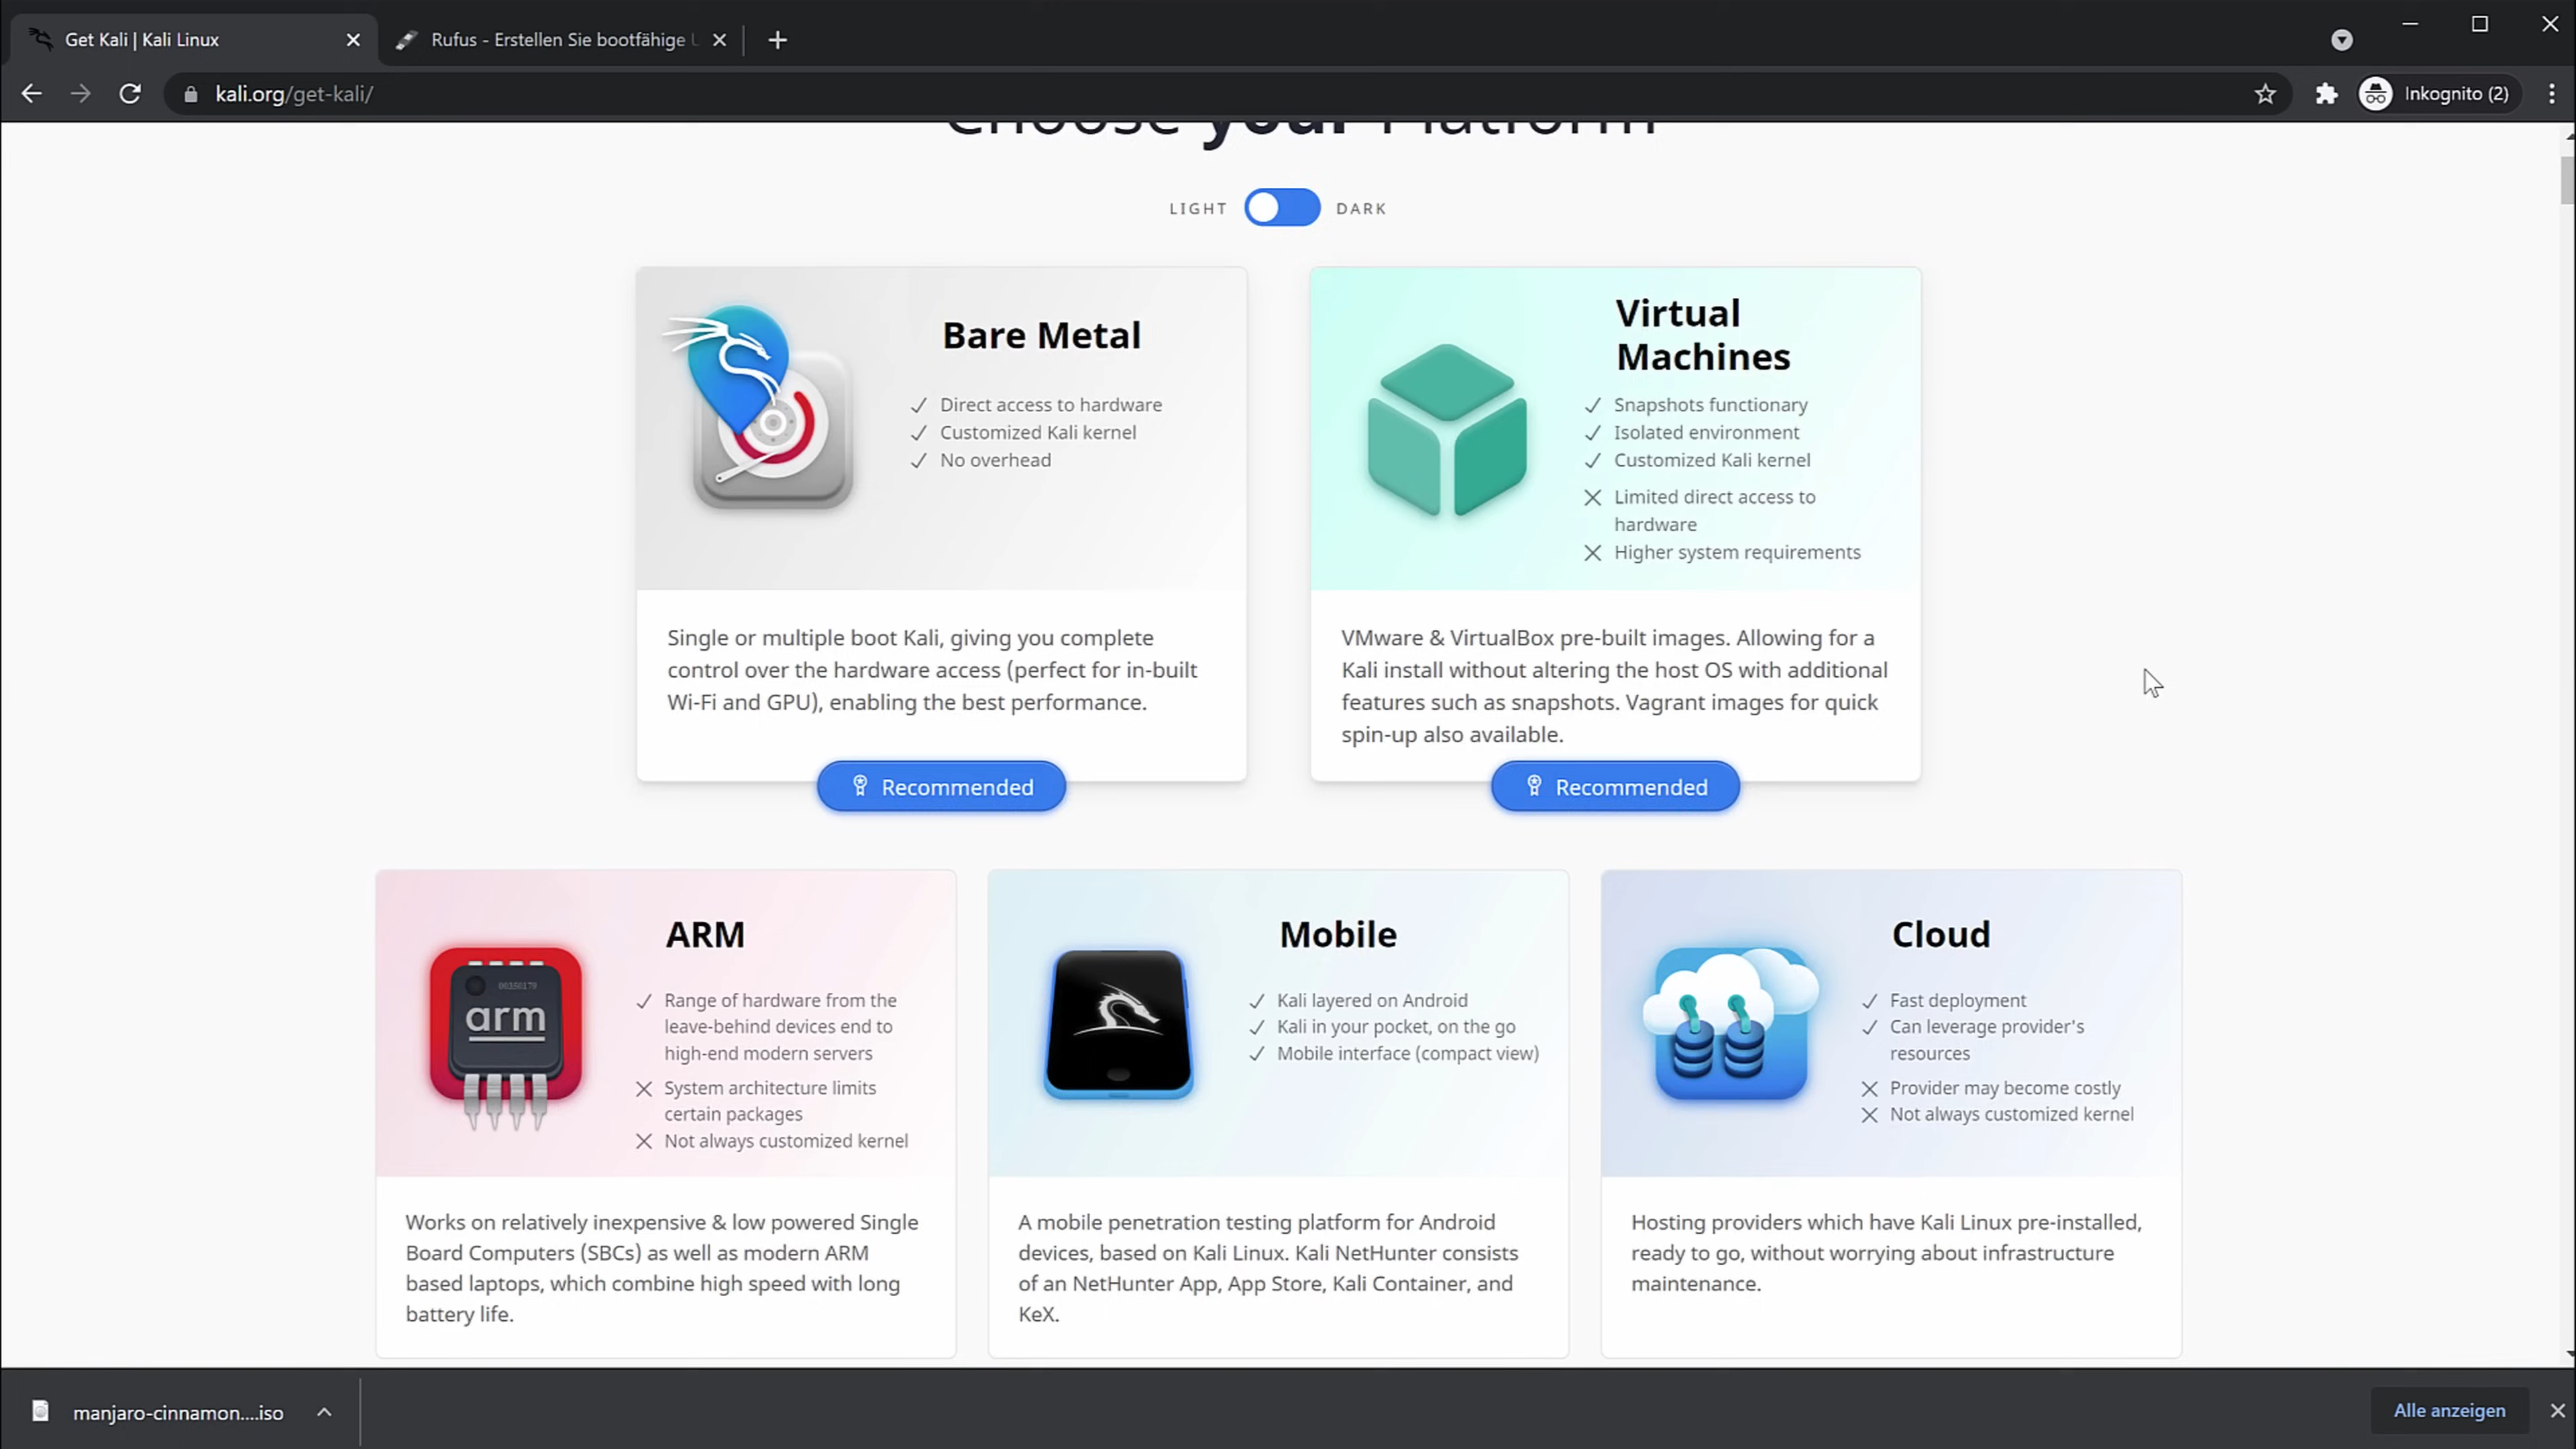 Get Kali | Kali Linux
Rufus - Erstellen Sie bootfähige
kali.org/get-kali/
Inkognito (2)
Choose your Platform
LIGHT DARK
Bare Metal
Direct access to hardware
Customized Kali kernel
No overhead
Single or multiple boot Kali, giving you complete
control over the hardware access (perfect for in-built
Wi-Fi and GPU), enabling the best performance.
Recommended
Virtual
Machines
Snapshots functionary
Isolated environment
Customized Kali kernel
Limited direct access to
hardware
Higher system requirements
VMware & VirtualBox pre-built images. Allowing for a
Kali install without altering the host OS with additional
features such as snapshots. Vagrant images for quick
spin-up also available.
Recommended
ARM
00350179
arm
Range of hardware from the
leave-behind devices end to
high-end modern servers
System architecture limits
certain packages
Not always customized kernel
Works on relatively inexpensive & low powered Single
Board Computers (SBCs) as well as modern ARM
based laptops, which combine high speed with long
battery life.
Mobile
Kali layered on Android
Kali in your pocket, on the go
Mobile interface (compact view)
A mobile penetration testing platform for Android
devices, based on Kali Linux. Kali NetHunter consists
of an NetHunter App, App Store, Kali Container, and
KeX.
Cloud
Fast deployment
Can leverage provider's
resources
Provider may become costly
Not always customized kernel
Hosting providers which have Kali Linux pre-installed,
ready to go, without worrying about infrastructure
maintenance.
manjaro-cinnamon....iso
Alle anzeigen